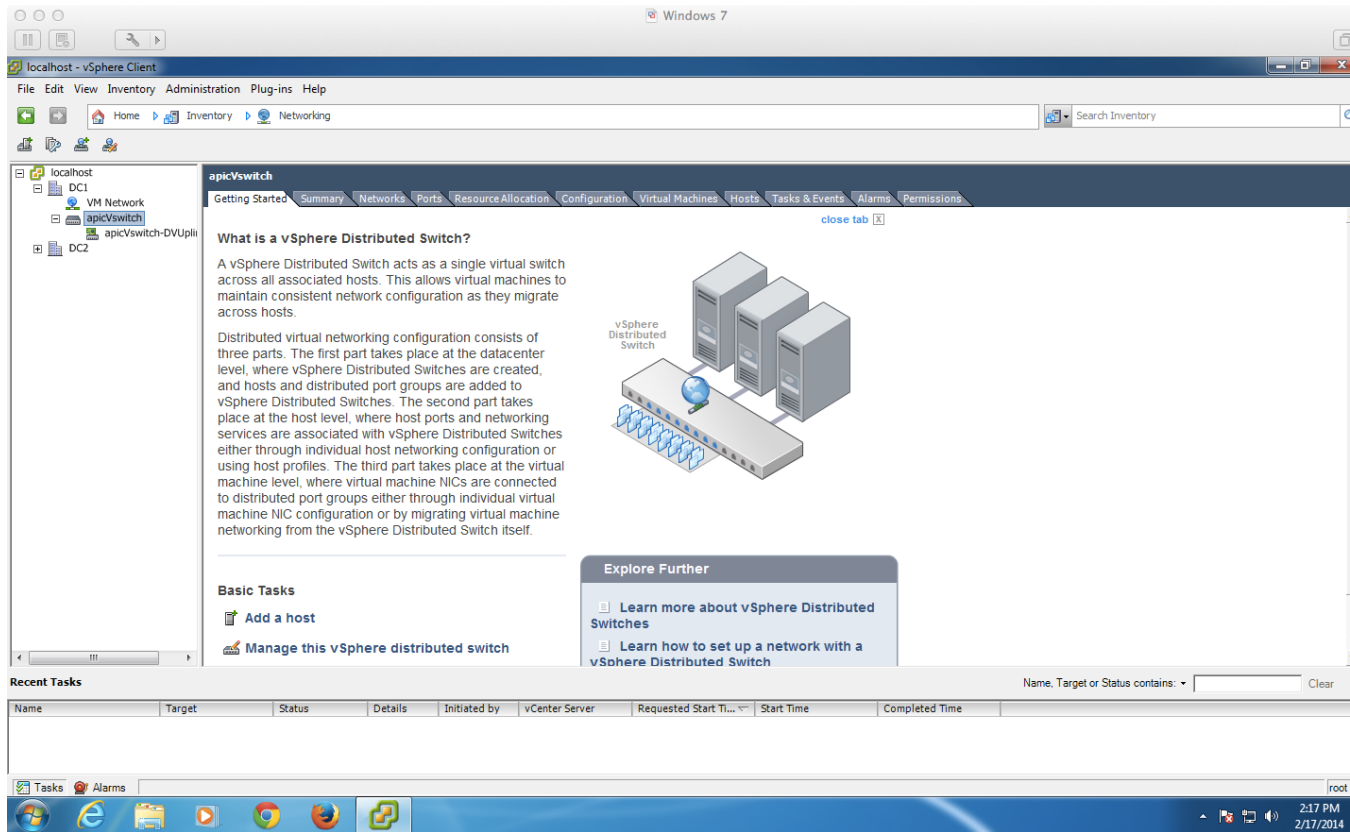 Windows 7
localhost - vSphere Client
File Edit View Inventory Administration Plug-ins Help
Home Inventory Networking
Search Inventory
localhost
DC1
VM Network
apicVswitch
apicVswitch-DVUpli
DC2
apicVswitch
Getting Started Summary Networks Ports Resource Allocation Configuration Virtual Machines Hosts Tasks & Events Alarms Permissions
close tab X
What is a vSphere Distributed Switch?
A vSphere Distributed Switch acts as a single virtual switch
across all associated hosts. This allows virtual machines to
maintain consistent network configuration as they migrate
across hosts.
Distributed virtual networking configuration consists of
three parts. The first part takes place at the datacenter
level, where vSphere Distributed Switches are created,
and hosts and distributed port groups are added to
vSphere Distributed Switches. The second part takes
place at the host level, where host ports and networking
services are associated with vSphere Distributed Switches
either through individual host networking configuration or
using host profiles. The third part takes place at the virtual
machine level, where virtual machine NICs are connected
to distributed port groups either through individual virtual
machine NIC configuration or by migrating virtual machine
networking from the vSphere Distributed Switch itself.
vSphere
Distributed
Switch
Basic Tasks
Add a host
Manage this vSphere distributed switch
Explore Further
Learn more about vSphere Distributed
Switches
Learn how to set up a network with a
vSphere Distributed Switch
Recent Tasks
Name, Target or Status contains:
Clear
Name Target Status Details Initiated by vCenter Server Requested Start Ti... Start Time Completed Time
Tasks Alarms
root
2:17 PM
2/17/2014